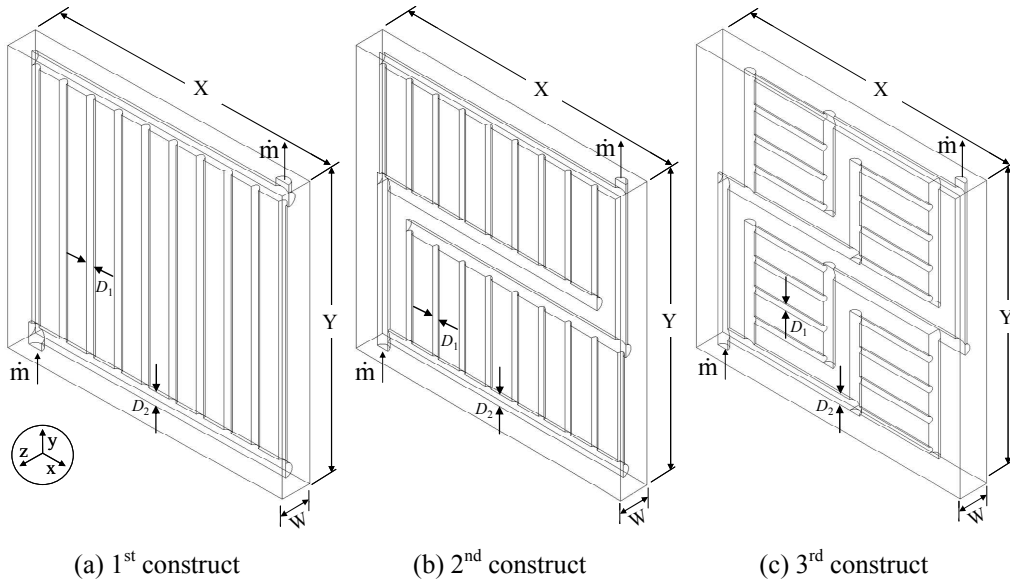 X
X
X
ṁ
ṁ
ṁ
Y
Y
Y
D₁
D₁
D₁
D₂
D₂
D₂
ṁ
ṁ
ṁ
y
z
x
W
W
W
(a) 1st construct
(b) 2nd construct
(c) 3rd construct